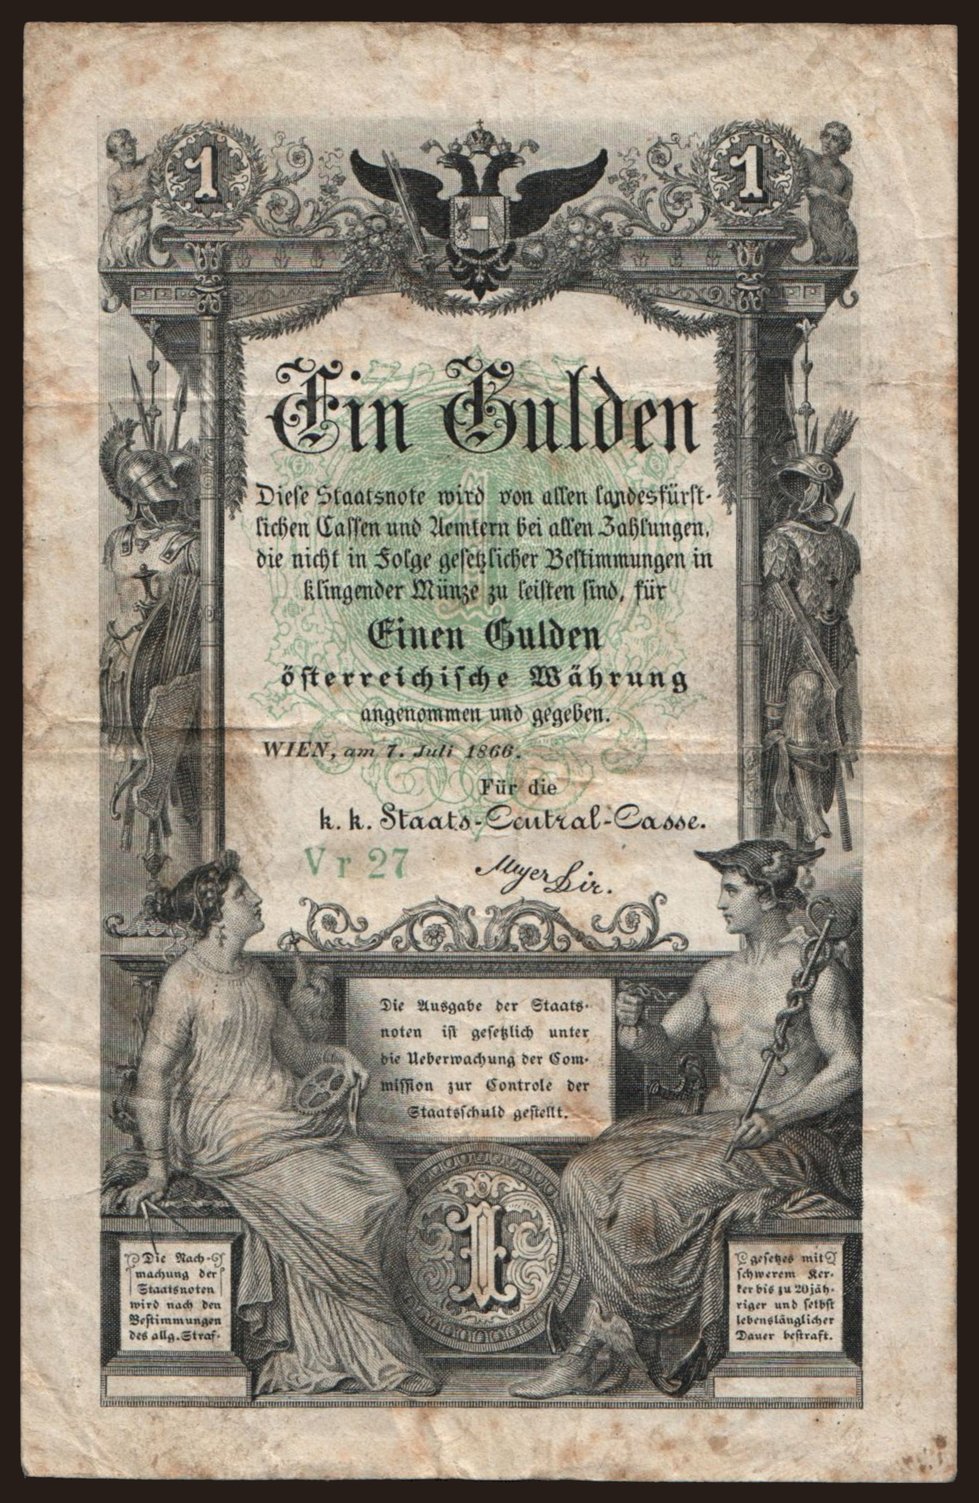 1 1
Ein Gulden
Diese Staatsnote wird von allen landesfürst-
lichen Cassen und Aemtern bei allen Zahlungen,
die nicht in Folge gesetzlicher Bestimmungen in
klingender Münze zu leisten sind, für
Einen Gulden
österreichische Währung
angenommen und gegeben.
WIEN, am 7. Juli 1866.
Für die
k. k. Staats-Central-Casse.
Vr 27
Mayer Dir.
Die Ausgabe der Staats-
noten ist gesetzlich unter
die Ueberwachung der Com-
mission zur Controle der
Staatsschuld gestellt.
1
Die Nach-
machung der
Staatsnoten
wird nach den
Bestimmungen
des allg. Straf-
gesetzes mit
schwerem Ker-
ker bis zu 20 jäh-
riger und selbst
lebenslänglicher
Dauer bestraft.